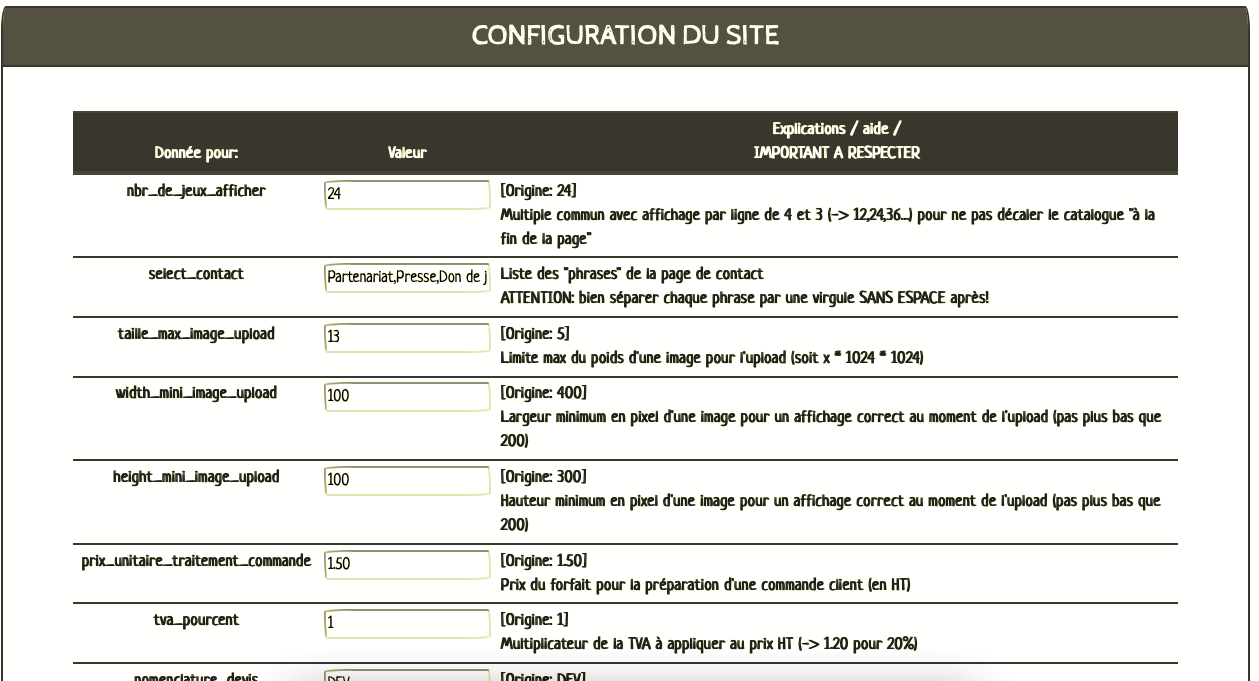 CONFIGURATION DU SITE
Explications / aide /
Donnée pour: Valeur IMPORTANT A RESPECTER
nbr_de_jeux_afficher 24 [Origine: 24]
Multiple commun avec affichage par ligne de 4 et 3 (-> 12,24,36...) pour ne pas décaler le catalogue "à la
fin de la page"
select_contact Partenariat,Presse,Don de j Liste des "phrases" de la page de contact
ATTENTION: bien séparer chaque phrase par une virgule SANS ESPACE après!
taille_max_image_upload 13 [Origine: 5]
Limite max du poids d'une image pour l'upload (soit x * 1024 * 1024)
width_mini_image_upload 100 [Origine: 400]
Largeur minimum en pixel d'une image pour un affichage correct au moment de l'upload (pas plus bas que
200)
height_mini_image_upload 100 [Origine: 300]
Hauteur minimum en pixel d'une image pour un affichage correct au moment de l'upload (pas plus bas que
200)
prix_unitaire_traitement_commande 1.50 [Origine: 1.50]
Prix du forfait pour la préparation d'une commande client (en HT)
tva_pourcent 1 [Origine: 1]
Multiplicateur de la TVA à appliquer au prix HT (-> 1.20 pour 20%)
nomenclature_devis DEV [Origine: DEV]